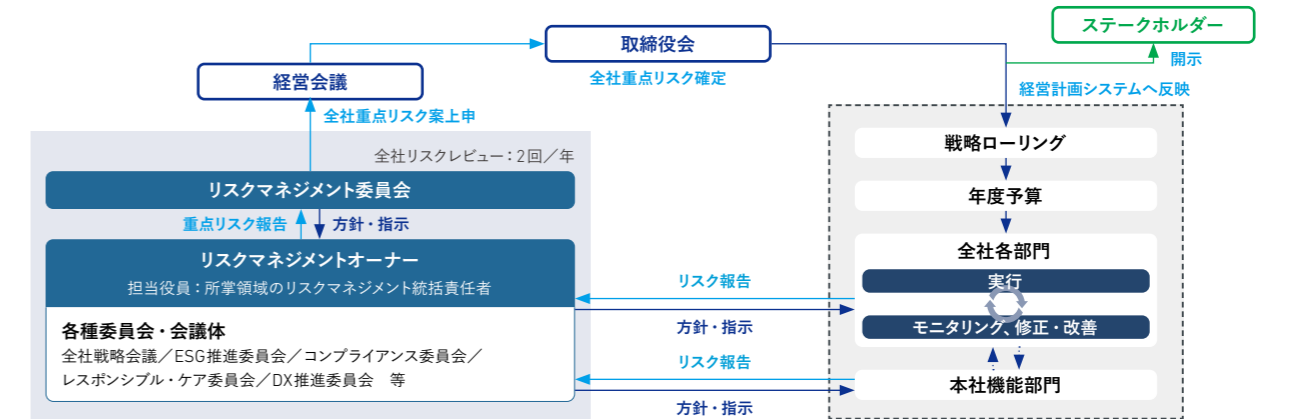 ステークホルダー
取締役会
開示
経営会議
全社重点リスク確定
経営計画システムへ反映
全社重点リスク案上申
全社リスクレビュー：2回／年
リスクマネジメント委員会
重点リスク報告
方針・指示
リスクマネジメントオーナー
担当役員：所掌領域のリスクマネジメント統括責任者
各種委員会・会議体
全社戦略会議／ESG推進委員会／コンプライアンス委員会／
レスポンシブル・ケア委員会／DX推進委員会　等
リスク報告
方針・指示
リスク報告
方針・指示
戦略ローリング
年度予算
全社各部門
実行
モニタリング、修正・改善
本社機能部門